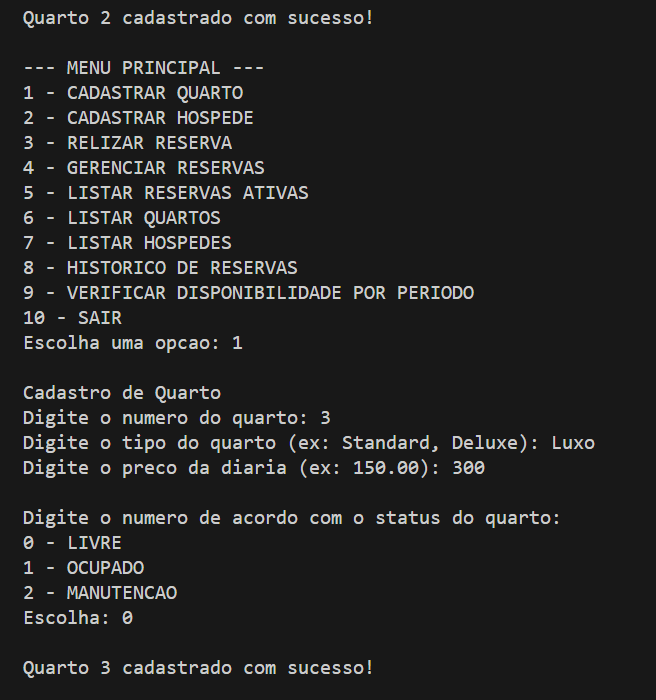 Quarto 2 cadastrado com sucesso!
--- MENU PRINCIPAL ---
1 - CADASTRAR QUARTO
2 - CADASTRAR HOSPEDE
3 - RELIZAR RESERVA
4 - GERENCIAR RESERVAS
5 - LISTAR RESERVAS ATIVAS
6 - LISTAR QUARTOS
7 - LISTAR HOSPEDES
8 - HISTORICO DE RESERVAS
9 - VERIFICAR DISPONIBILIDADE POR PERIODO
10 - SAIR
Escolha uma opcao: 1
Cadastro de Quarto
Digite o numero do quarto: 3
Digite o tipo do quarto (ex: Standard, Deluxe): Luxo
Digite o preco da diaria (ex: 150.00): 300
Digite o numero de acordo com o status do quarto:
0 - LIVRE
1 - OCUPADO
2 - MANUTENCAO
Escolha: 0
Quarto 3 cadastrado com sucesso!